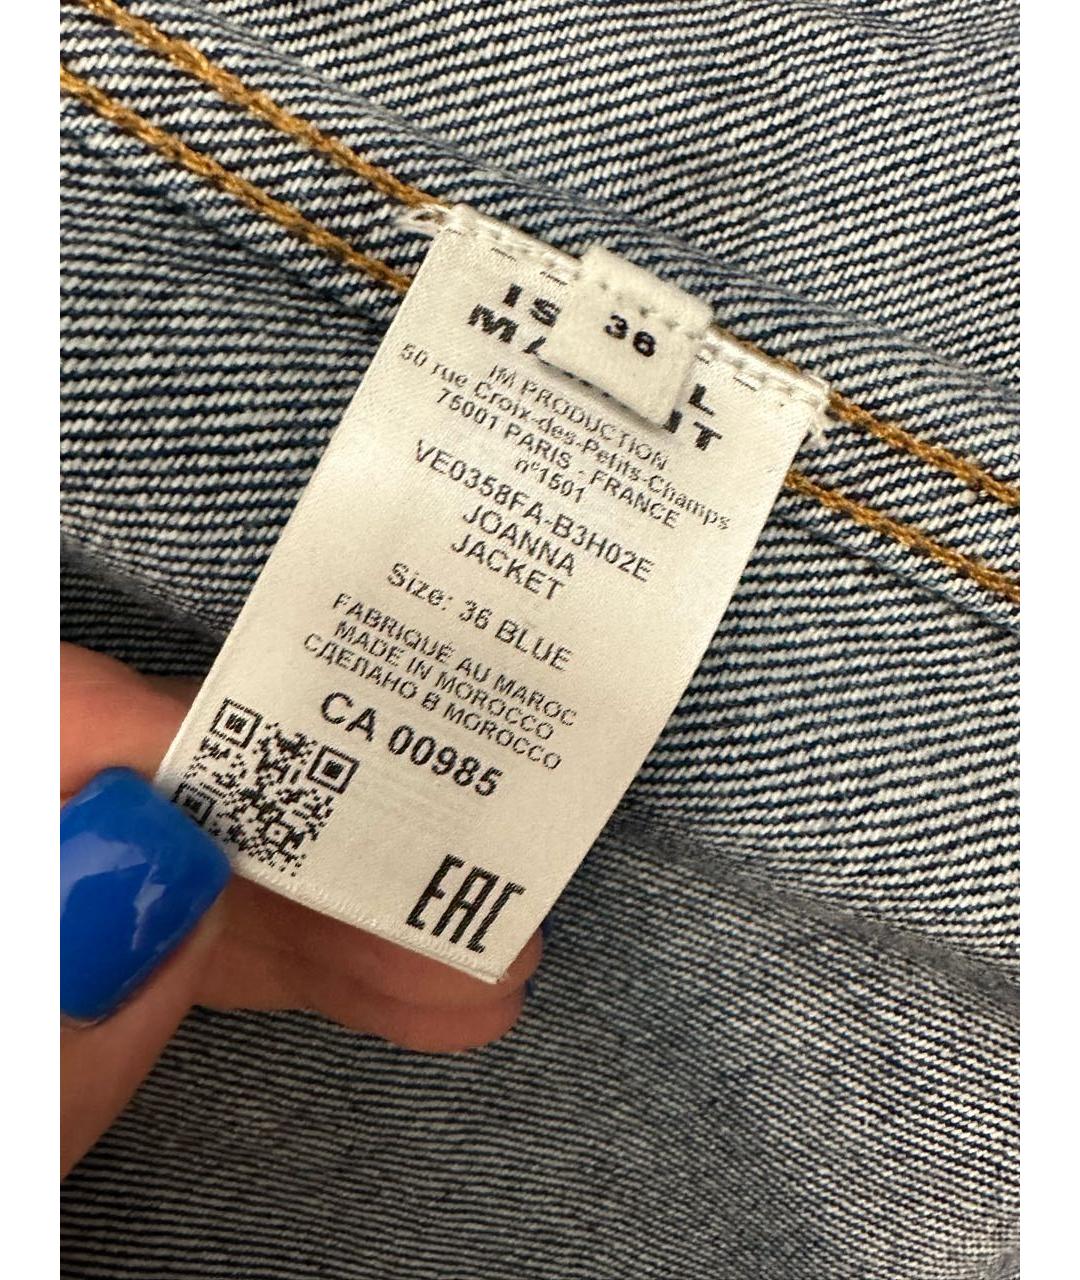 36
IM PRODUCTION
50 rue Croix-des-Petits-Champs
75001 PARIS - FRANCE
n°1501
VE0358FA-B3H02E
JOANNA
JACKET
Size: 36 BLUE
FABRIQUÉ AU MAROC
MADE IN MOROCCO
СДЕЛАНО В MOROCCO
CA 00985
EAC